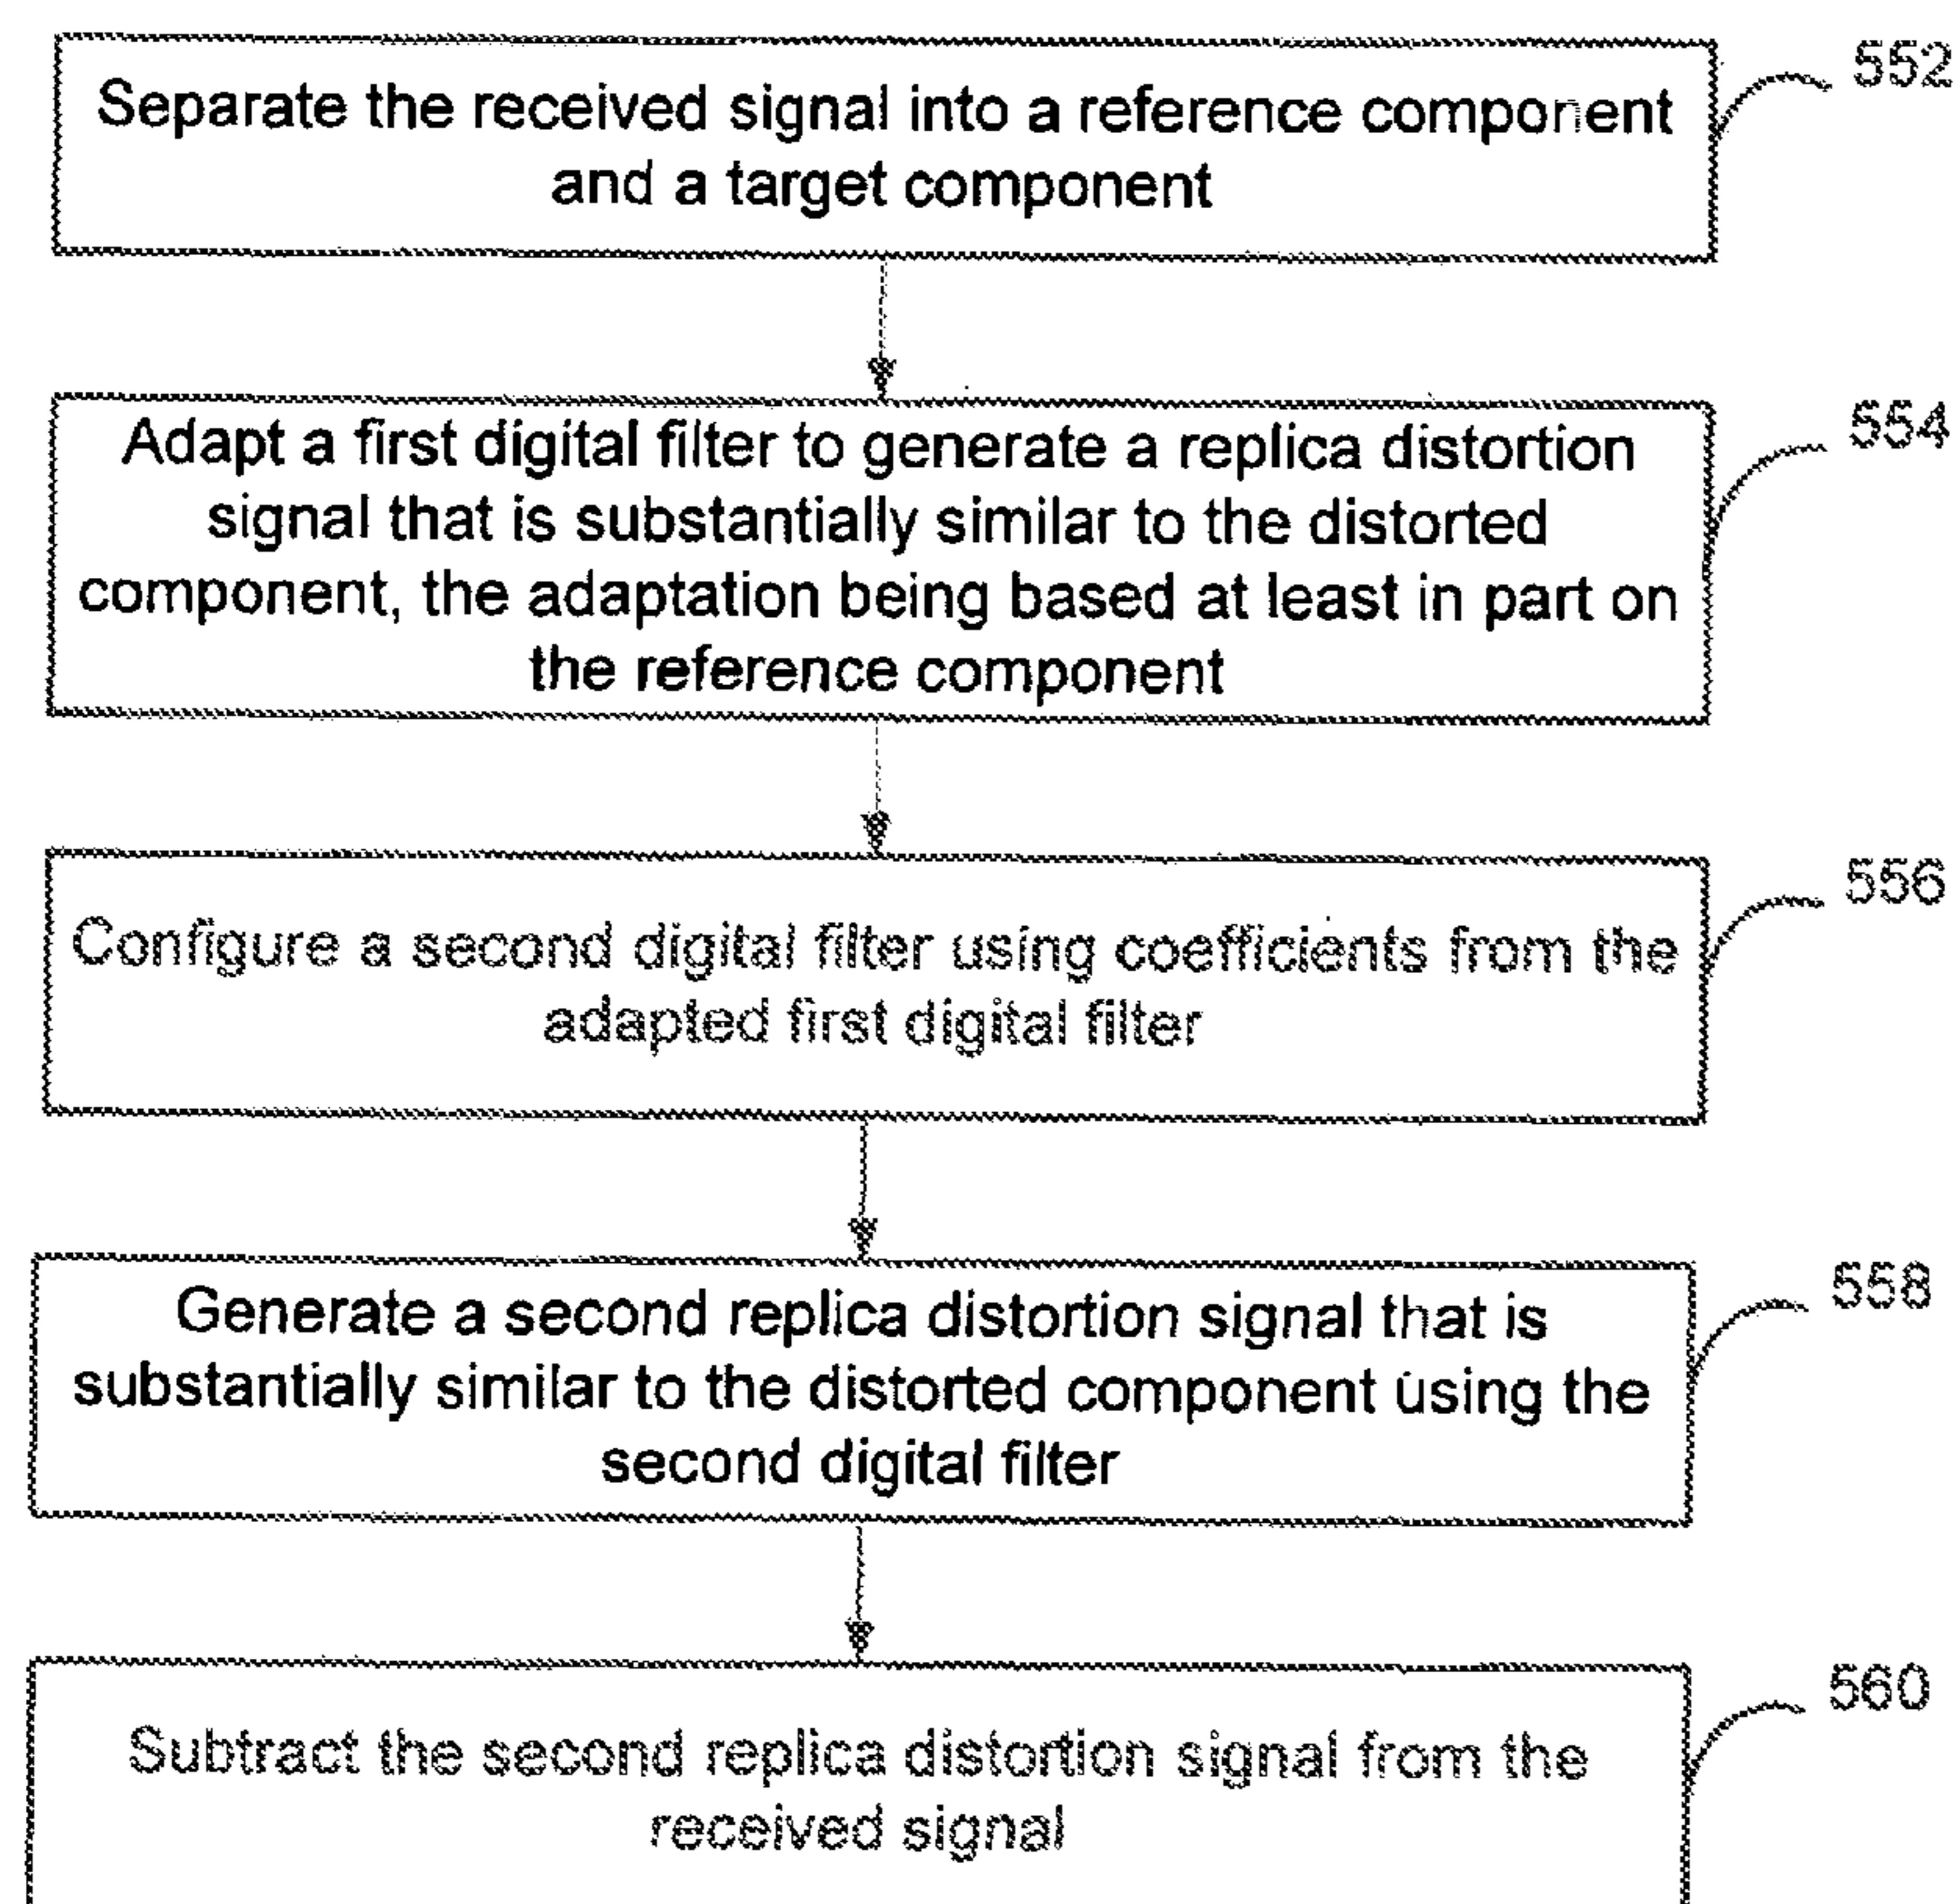 Separate the received signal into a reference component
and a target component
552
Adapt a first digital filter to generate a replica distortion
signal that is substantially similar to the distorted
component, the adaptation being based at least in part on
the reference component
554
Configure a second digital filter using coefficients from the
adapted first digital filter
556
Generate a second replica distortion signal that is
substantially similar to the distorted component using the
second digital filter
558
Subtract the second replica distortion signal from the
received signal
560